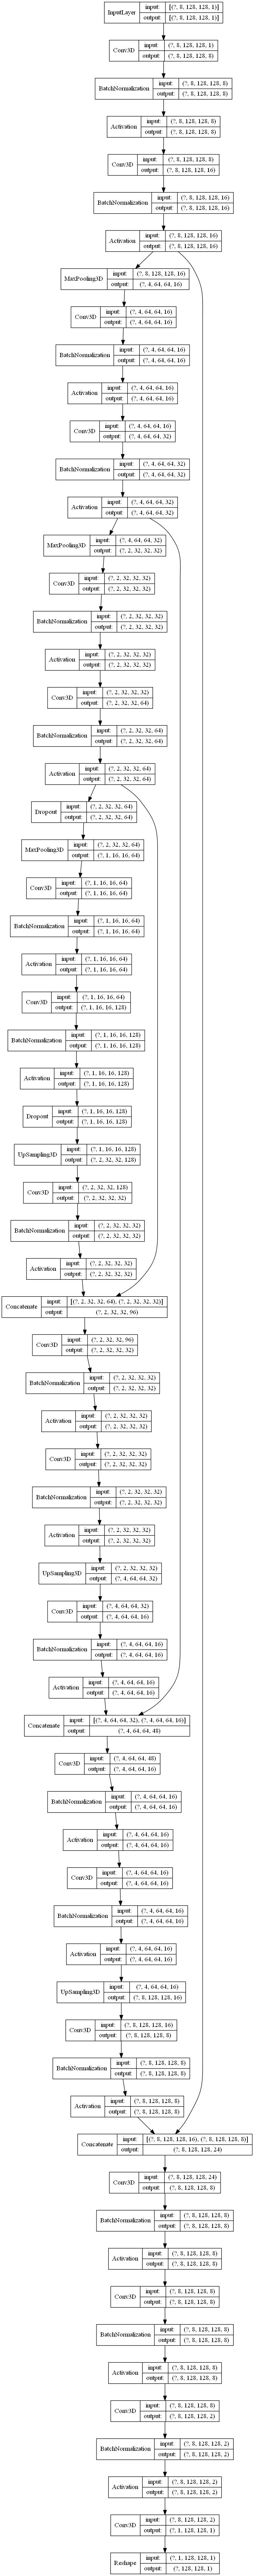 InputLayer input: [(?, 8, 128, 128, 1)]
output: [(?, 8, 128, 128, 1)]
Conv3D input: (?, 8, 128, 128, 1)
output: (?, 8, 128, 128, 8)
BatchNormalization input: (?, 8, 128, 128, 8)
output: (?, 8, 128, 128, 8)
Activation input: (?, 8, 128, 128, 8)
output: (?, 8, 128, 128, 8)
Conv3D input: (?, 8, 128, 128, 8)
output: (?, 8, 128, 128, 16)
BatchNormalization input: (?, 8, 128, 128, 16)
output: (?, 8, 128, 128, 16)
Activation input: (?, 8, 128, 128, 16)
output: (?, 8, 128, 128, 16)
MaxPooling3D input: (?, 8, 128, 128, 16)
output: (?, 4, 64, 64, 16)
Conv3D input: (?, 4, 64, 64, 16)
output: (?, 4, 64, 64, 16)
BatchNormalization input: (?, 4, 64, 64, 16)
output: (?, 4, 64, 64, 16)
Activation input: (?, 4, 64, 64, 16)
output: (?, 4, 64, 64, 16)
Conv3D input: (?, 4, 64, 64, 16)
output: (?, 4, 64, 64, 32)
BatchNormalization input: (?, 4, 64, 64, 32)
output: (?, 4, 64, 64, 32)
Activation input: (?, 4, 64, 64, 32)
output: (?, 4, 64, 64, 32)
MaxPooling3D input: (?, 4, 64, 64, 32)
output: (?, 2, 32, 32, 32)
Conv3D input: (?, 2, 32, 32, 32)
output: (?, 2, 32, 32, 32)
BatchNormalization input: (?, 2, 32, 32, 32)
output: (?, 2, 32, 32, 32)
Activation input: (?, 2, 32, 32, 32)
output: (?, 2, 32, 32, 32)
Conv3D input: (?, 2, 32, 32, 32)
output: (?, 2, 32, 32, 64)
BatchNormalization input: (?, 2, 32, 32, 64)
output: (?, 2, 32, 32, 64)
Activation input: (?, 2, 32, 32, 64)
output: (?, 2, 32, 32, 64)
Dropout input: (?, 2, 32, 32, 64)
output: (?, 2, 32, 32, 64)
MaxPooling3D input: (?, 2, 32, 32, 64)
output: (?, 1, 16, 16, 64)
Conv3D input: (?, 1, 16, 16, 64)
output: (?, 1, 16, 16, 64)
BatchNormalization input: (?, 1, 16, 16, 64)
output: (?, 1, 16, 16, 64)
Activation input: (?, 1, 16, 16, 64)
output: (?, 1, 16, 16, 64)
Conv3D input: (?, 1, 16, 16, 64)
output: (?, 1, 16, 16, 128)
BatchNormalization input: (?, 1, 16, 16, 128)
output: (?, 1, 16, 16, 128)
Activation input: (?, 1, 16, 16, 128)
output: (?, 1, 16, 16, 128)
Dropout input: (?, 1, 16, 16, 128)
output: (?, 1, 16, 16, 128)
UpSampling3D input: (?, 1, 16, 16, 128)
output: (?, 2, 32, 32, 128)
Conv3D input: (?, 2, 32, 32, 128)
output: (?, 2, 32, 32, 32)
BatchNormalization input: (?, 2, 32, 32, 32)
output: (?, 2, 32, 32, 32)
Activation input: (?, 2, 32, 32, 32)
output: (?, 2, 32, 32, 32)
Concatenate input: [(?, 2, 32, 32, 64), (?, 2, 32, 32, 32)]
output: (?, 2, 32, 32, 96)
Conv3D input: (?, 2, 32, 32, 96)
output: (?, 2, 32, 32, 32)
BatchNormalization input: (?, 2, 32, 32, 32)
output: (?, 2, 32, 32, 32)
Activation input: (?, 2, 32, 32, 32)
output: (?, 2, 32, 32, 32)
Conv3D input: (?, 2, 32, 32, 32)
output: (?, 2, 32, 32, 32)
BatchNormalization input: (?, 2, 32, 32, 32)
output: (?, 2, 32, 32, 32)
Activation input: (?, 2, 32, 32, 32)
output: (?, 2, 32, 32, 32)
UpSampling3D input: (?, 2, 32, 32, 32)
output: (?, 4, 64, 64, 32)
Conv3D input: (?, 4, 64, 64, 32)
output: (?, 4, 64, 64, 16)
BatchNormalization input: (?, 4, 64, 64, 16)
output: (?, 4, 64, 64, 16)
Activation input: (?, 4, 64, 64, 16)
output: (?, 4, 64, 64, 16)
Concatenate input: [(?, 4, 64, 64, 32), (?, 4, 64, 64, 16)]
output: (?, 4, 64, 64, 48)
Conv3D input: (?, 4, 64, 64, 48)
output: (?, 4, 64, 64, 16)
BatchNormalization input: (?, 4, 64, 64, 16)
output: (?, 4, 64, 64, 16)
Activation input: (?, 4, 64, 64, 16)
output: (?, 4, 64, 64, 16)
Conv3D input: (?, 4, 64, 64, 16)
output: (?, 4, 64, 64, 16)
BatchNormalization input: (?, 4, 64, 64, 16)
output: (?, 4, 64, 64, 16)
Activation input: (?, 4, 64, 64, 16)
output: (?, 4, 64, 64, 16)
UpSampling3D input: (?, 4, 64, 64, 16)
output: (?, 8, 128, 128, 16)
Conv3D input: (?, 8, 128, 128, 16)
output: (?, 8, 128, 128, 8)
BatchNormalization input: (?, 8, 128, 128, 8)
output: (?, 8, 128, 128, 8)
Activation input: (?, 8, 128, 128, 8)
output: (?, 8, 128, 128, 8)
Concatenate input: [(?, 8, 128, 128, 16), (?, 8, 128, 128, 8)]
output: (?, 8, 128, 128, 24)
Conv3D input: (?, 8, 128, 128, 24)
output: (?, 8, 128, 128, 8)
BatchNormalization input: (?, 8, 128, 128, 8)
output: (?, 8, 128, 128, 8)
Activation input: (?, 8, 128, 128, 8)
output: (?, 8, 128, 128, 8)
Conv3D input: (?, 8, 128, 128, 8)
output: (?, 8, 128, 128, 8)
BatchNormalization input: (?, 8, 128, 128, 8)
output: (?, 8, 128, 128, 8)
Activation input: (?, 8, 128, 128, 8)
output: (?, 8, 128, 128, 8)
Conv3D input: (?, 8, 128, 128, 8)
output: (?, 8, 128, 128, 2)
BatchNormalization input: (?, 8, 128, 128, 2)
output: (?, 8, 128, 128, 2)
Activation input: (?, 8, 128, 128, 2)
output: (?, 8, 128, 128, 2)
Conv3D input: (?, 8, 128, 128, 2)
output: (?, 1, 128, 128, 1)
Reshape input: (?, 1, 128, 128, 1)
output: (?, 128, 128, 1)